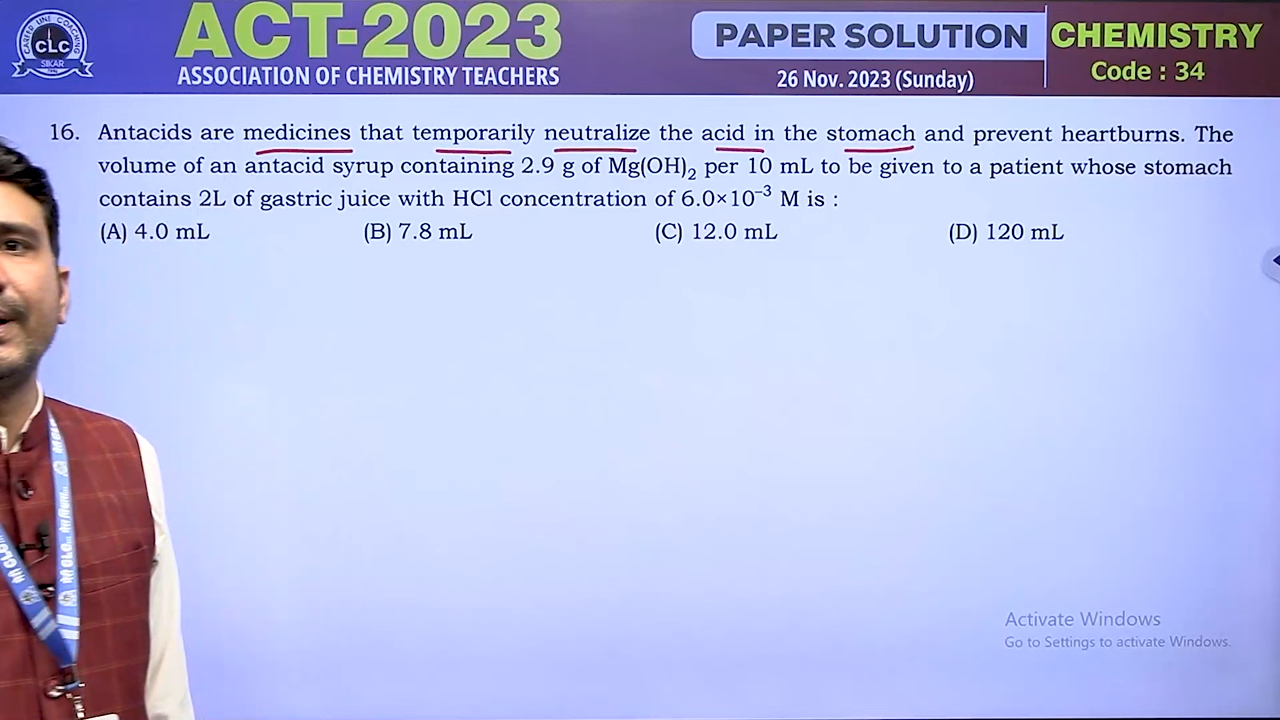 CAREER LINE COACHING
CLC
SIKAR
ACT-2023
ASSOCIATION OF CHEMISTRY TEACHERS
PAPER SOLUTION
26 Nov. 2023 (Sunday)
CHEMISTRY
Code : 34
16. Antacids are medicines that temporarily neutralize the acid in the stomach and prevent heartburns. The
volume of an antacid syrup containing 2.9 g of Mg(OH)₂ per 10 mL to be given to a patient whose stomach
contains 2L of gastric juice with HCl concentration of 6.0×10⁻³ M is :
(A) 4.0 mL (B) 7.8 mL (C) 12.0 mL (D) 120 mL
Activate Windows
Go to Settings to activate Windows.